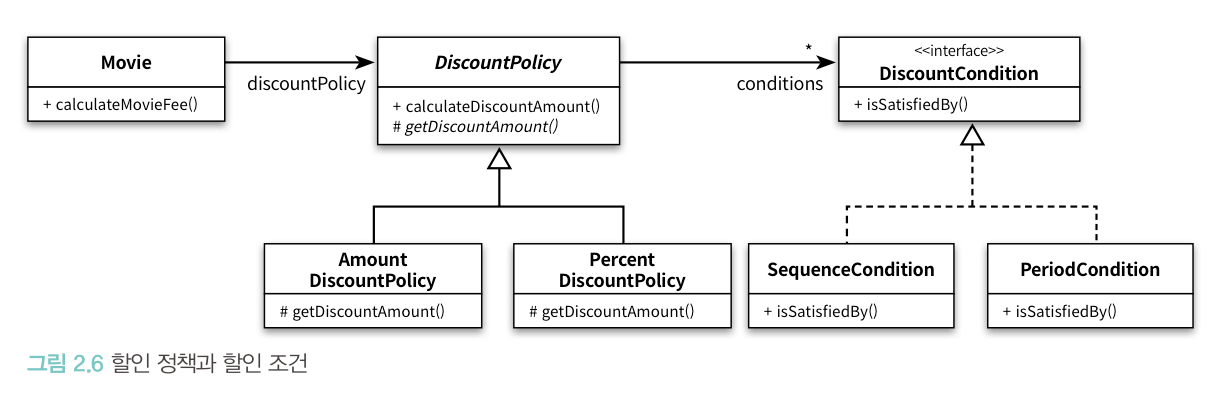 Movie
+ calculateMovieFee()
discountPolicy
DiscountPolicy
+ calculateDiscountAmount()
# getDiscountAmount()
*
conditions
<<interface>>
DiscountCondition
+ isSatisfiedBy()
Amount
DiscountPolicy
# getDiscountAmount()
Percent
DiscountPolicy
# getDiscountAmount()
SequenceCondition
+ isSatisfiedBy()
PeriodCondition
+ isSatisfiedBy()
그림 2.6 할인 정책과 할인 조건